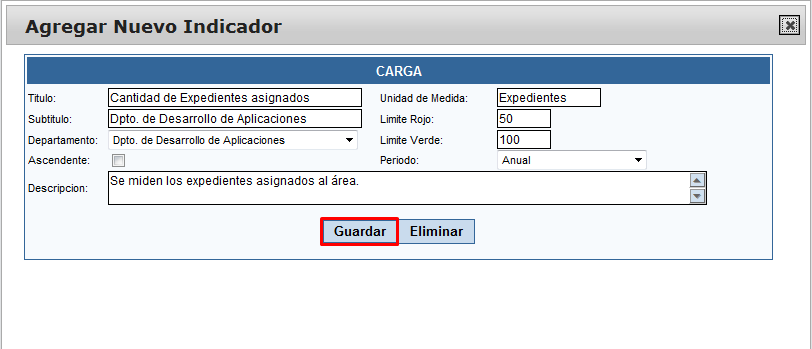 Agregar Nuevo Indicador
CARGA
Titulo: Cantidad de Expedientes asignados Unidad de Medida: Expedientes
Subtitulo: Dpto. de Desarrollo de Aplicaciones Limite Rojo: 50
Departamento: Dpto. de Desarrollo de Aplicaciones Limite Verde: 100
Ascendente: Periodo: Anual
Descripcion: Se miden los expedientes asignados al área.
Guardar Eliminar